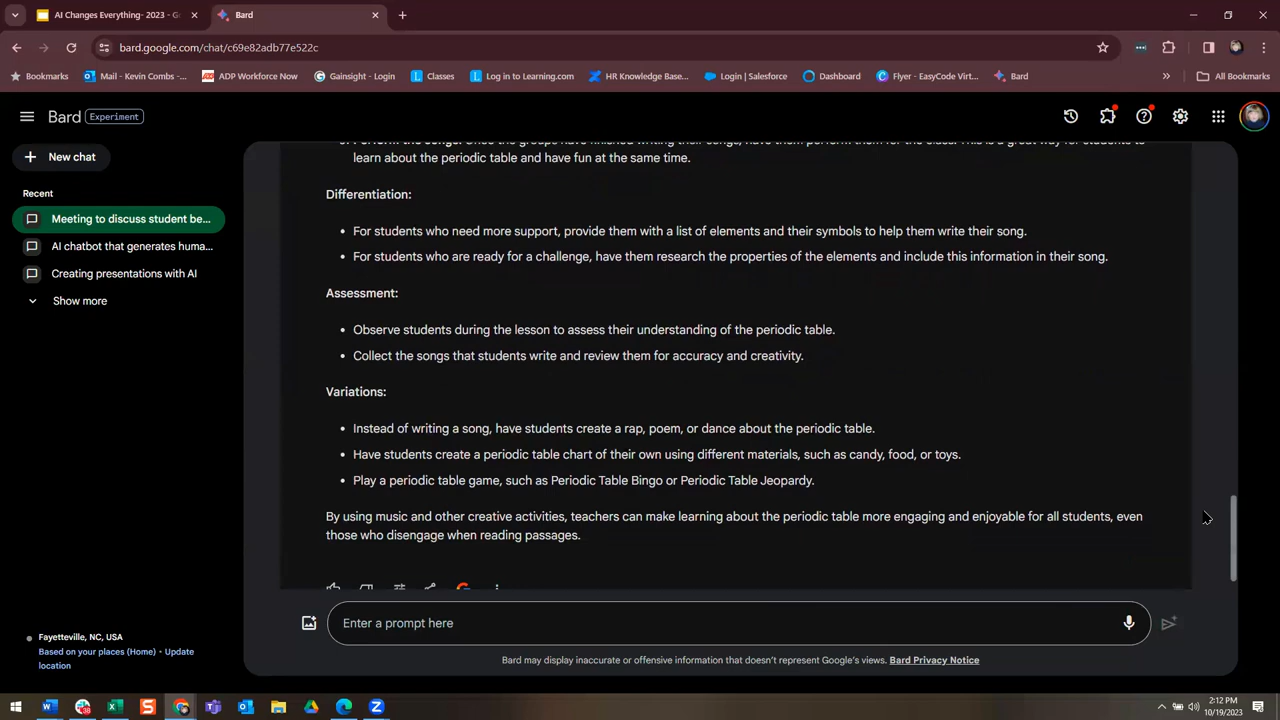 AI Changes Everything- 2023 - G
Bard
bard.google.com/chat/c69e82adb77e522c
Bookmarks
Mail - Kevin Combs -...
ADP Workforce Now
Gainsight - Login
Classes
Log in to Learning.com
HR Knowledge Base...
Login | Salesforce
Dashboard
Flyer - EasyCode Virt...
Bard
All Bookmarks
Bard Experiment
New chat
Recent
Meeting to discuss student be...
AI chatbot that generates huma...
Creating presentations with AI
Show more
learn about the periodic table and have fun at the same time.
Differentiation:
• For students who need more support, provide them with a list of elements and their symbols to help them write their song.
• For students who are ready for a challenge, have them research the properties of the elements and include this information in their song.
Assessment:
• Observe students during the lesson to assess their understanding of the periodic table.
• Collect the songs that students write and review them for accuracy and creativity.
Variations:
• Instead of writing a song, have students create a rap, poem, or dance about the periodic table.
• Have students create a periodic table chart of their own using different materials, such as candy, food, or toys.
• Play a periodic table game, such as Periodic Table Bingo or Periodic Table Jeopardy.
By using music and other creative activities, teachers can make learning about the periodic table more engaging and enjoyable for all students, even
those who disengage when reading passages.
Enter a prompt here
Bard may display inaccurate or offensive information that doesn't represent Google's views. Bard Privacy Notice
Fayetteville, NC, USA
Based on your places (Home) • Update
location
2:12 PM
10/19/2023